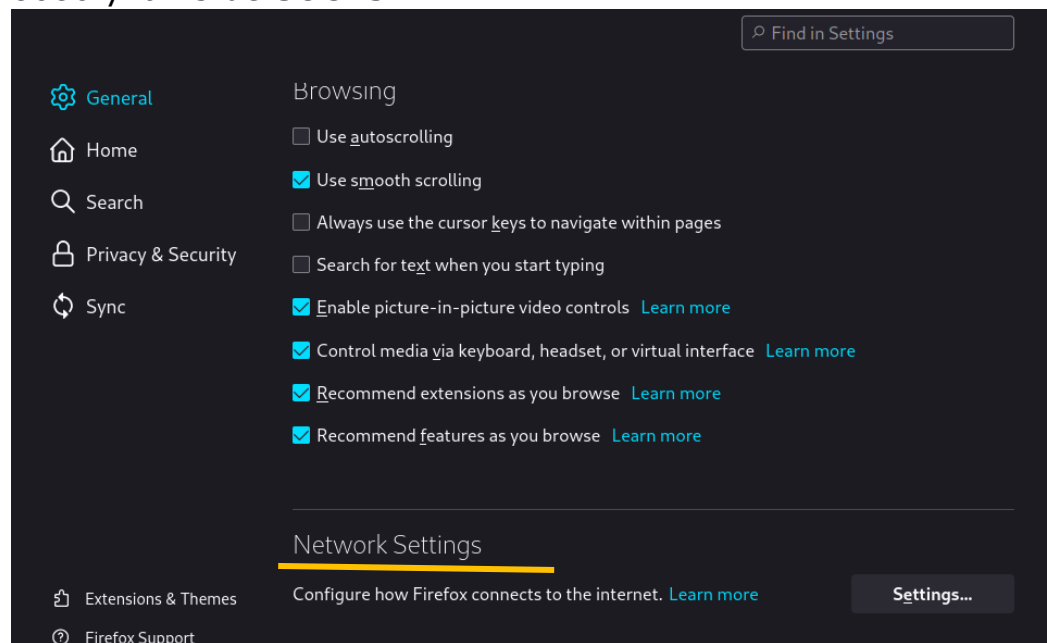 Find in Settings
General
Home
Search
Privacy & Security
Sync
Browsing
Use autoscrolling
Use smooth scrolling
Always use the cursor keys to navigate within pages
Search for text when you start typing
Enable picture-in-picture video controls Learn more
Control media via keyboard, headset, or virtual interface Learn more
Recommend extensions as you browse Learn more
Recommend features as you browse Learn more
Network Settings
Configure how Firefox connects to the internet. Learn more
Settings...
Extensions & Themes
Firefox Support